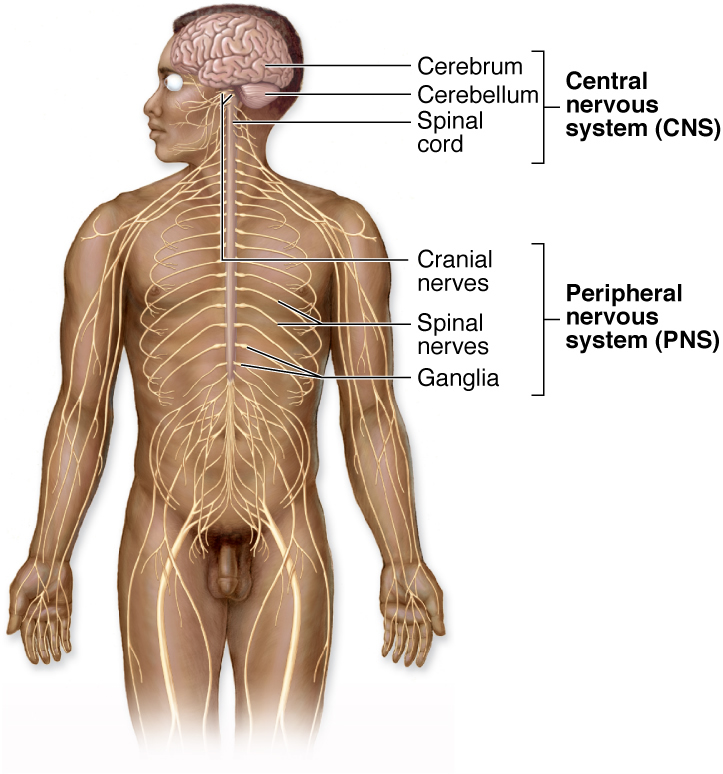 Cerebrum
Cerebellum
Spinal
cord
Central
nervous
system (CNS)
Cranial
nerves
Spinal
nerves
Ganglia
Peripheral
nervous
system (PNS)